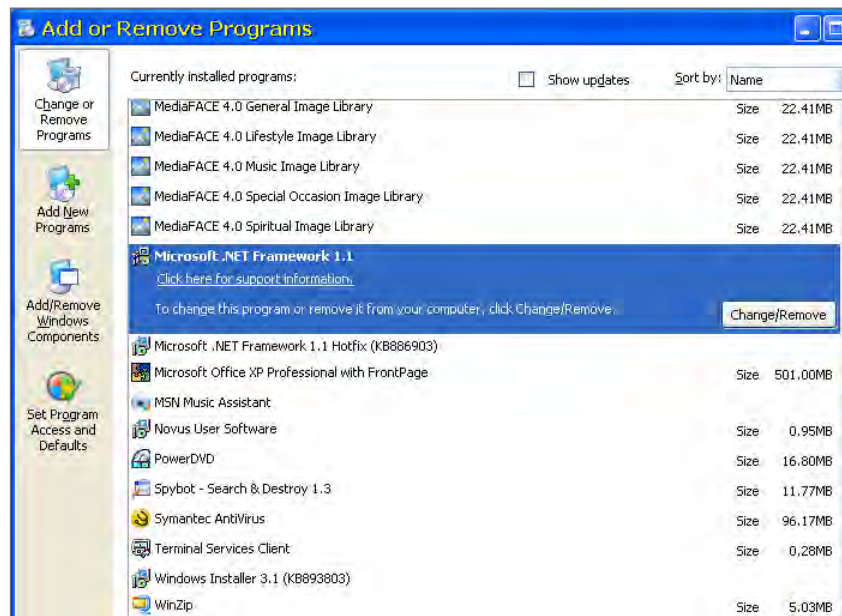 Add or Remove Programs
Change or
Remove
Programs
Add New
Programs
Add/Remove
Windows
Components
Set Program
Access and
Defaults
Currently installed programs:
Show updates
Sort by: Name
MediaFACE 4.0 General Image Library Size 22.41MB
MediaFACE 4.0 Lifestyle Image Library Size 22.41MB
MediaFACE 4.0 Music Image Library Size 22.41MB
MediaFACE 4.0 Special Occasion Image Library Size 22.41MB
MediaFACE 4.0 Spiritual Image Library Size 22.41MB
Microsoft .NET Framework 1.1
Click here for support information.
To change this program or remove it from your computer, click Change/Remove.
Change/Remove
Microsoft .NET Framework 1.1 Hotfix (KB886903)
Microsoft Office XP Professional with FrontPage Size 501.00MB
MSN Music Assistant
Novus User Software Size 0.95MB
PowerDVD Size 16.80MB
Spybot - Search & Destroy 1.3 Size 11.77MB
Symantec AntiVirus Size 96.17MB
Terminal Services Client Size 0.28MB
Windows Installer 3.1 (KB893803)
WinZip Size 5.03MB